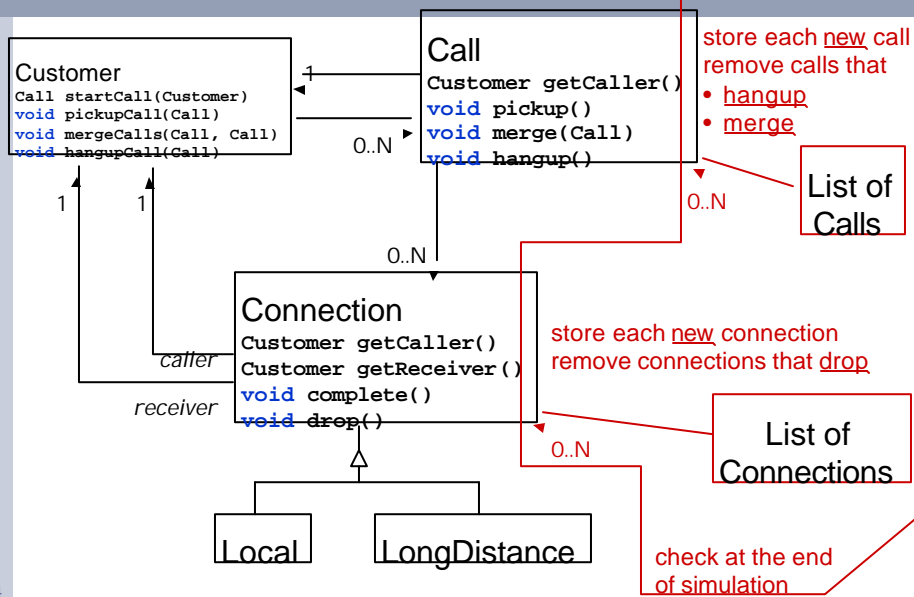 Customer
Call startCall(Customer)
void pickupCall(Call)
void mergeCalls(Call, Call)
void hangupCall(Call)
1
0..N
Call
Customer getCaller()
void pickup()
void merge(Call)
void hangup()
store each new call
remove calls that
• hangup
• merge
List of
Calls
0..N
1
1
0..N
Connection
Customer getCaller()
Customer getReceiver()
void complete()
void drop()
caller
receiver
store each new connection
remove connections that drop
List of
Connections
0..N
Local
LongDistance
check at the end
of simulation